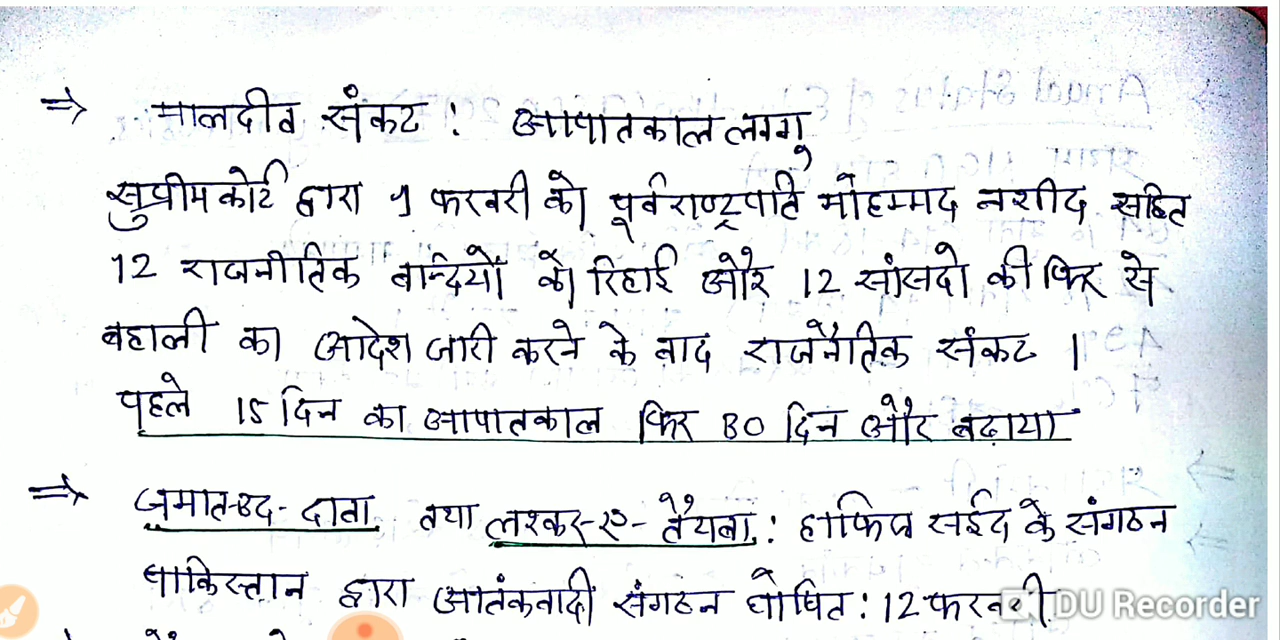 ⇒ मालदीव संकट : आपातकाल लागू
सुप्रीमकोर्ट द्वारा 1 फरवरी को पूर्वराष्ट्रपति मोहम्मद नशीद सहित
12 राजनीतिक बन्दियों की रिहाई और 12 सांसदो की फिर से
बहाली का आदेश जारी करने के बाद राजनैतिक संकट ।
पहले 15 दिन का आपातकाल फिर 30 दिन और बढाया
⇒ जमात-उद-दावा तथा लश्कर-ए-तैयबा : हाफिज सईद के संगठन
पाकिस्तान द्वारा आतंकवादी संगठन घोषित : 12 फरवरी
DU Recorder